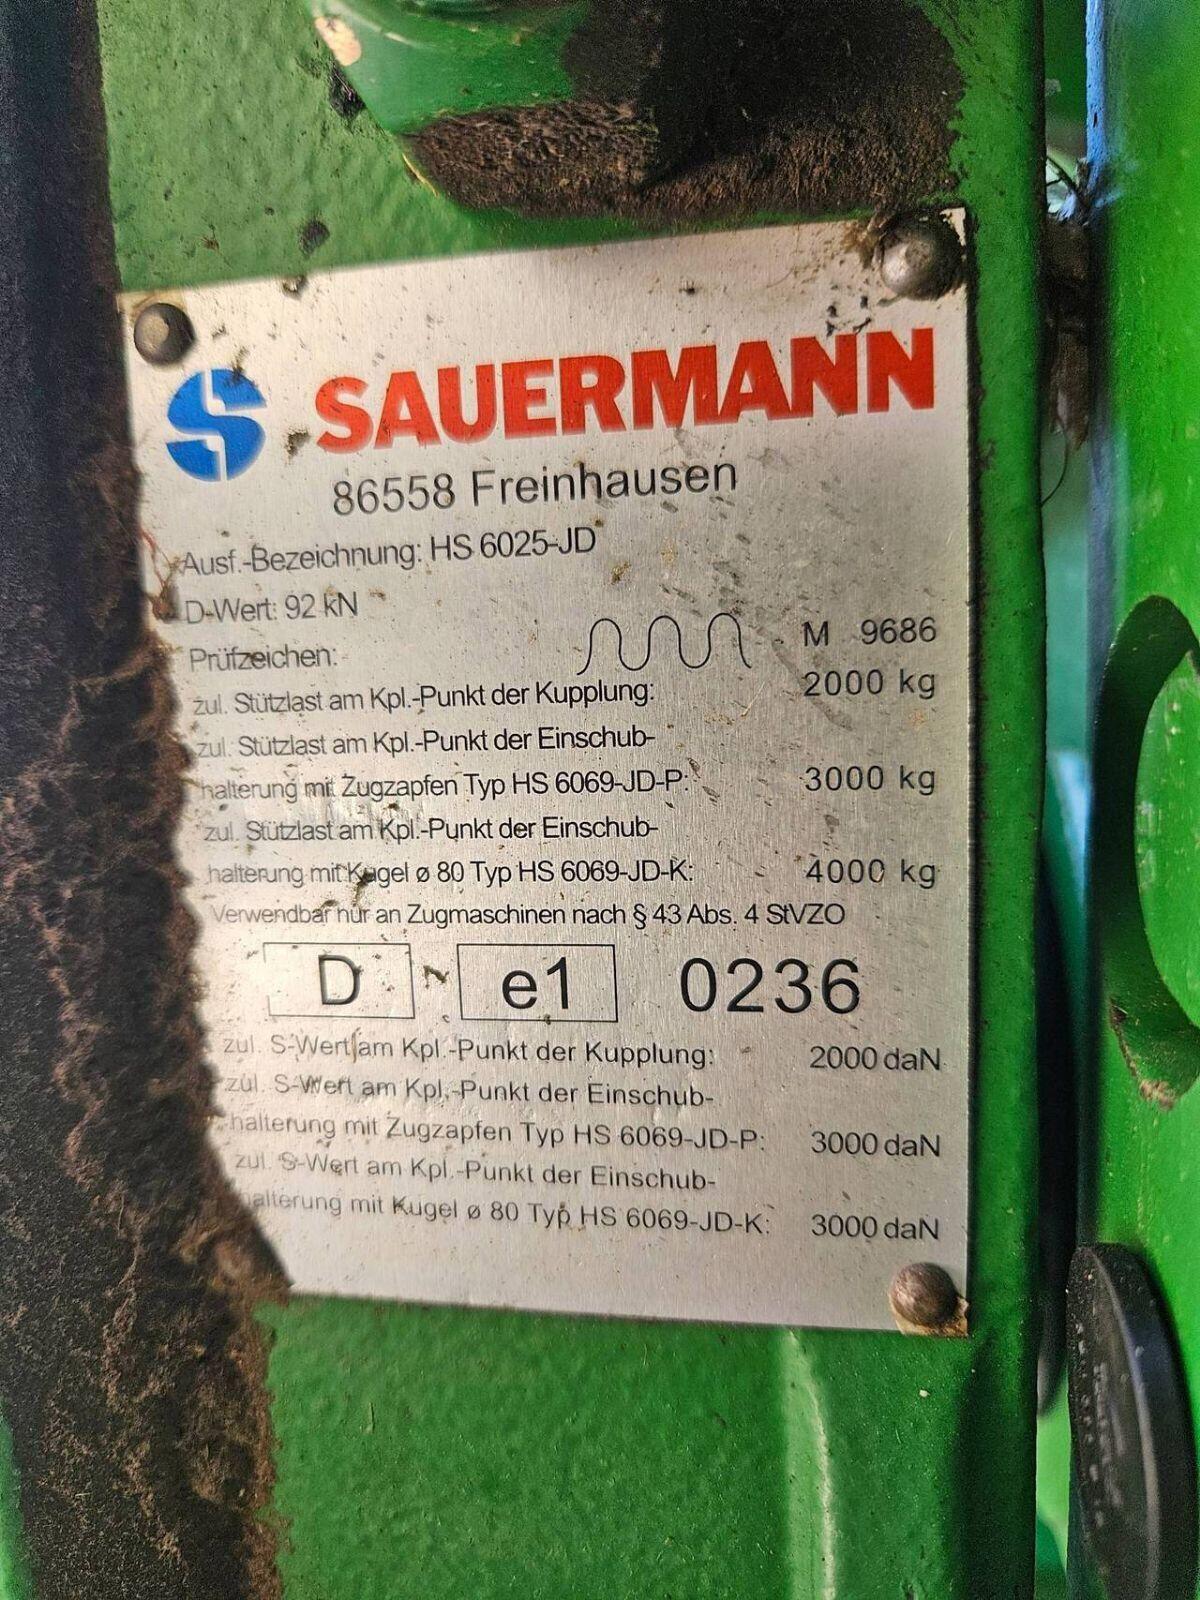 SAUERMANN
86558 Freinhausen
Ausf.-Bezeichnung: HS 6025-JD
D-Wert: 92 kN
Prüfzeichen: M 9686
zul. Stützlast am Kpl.-Punkt der Kupplung: 2000 kg
zul. Stützlast am Kpl.-Punkt der Einschub-
halterung mit Zugzapfen Typ HS 6069-JD-P: 3000 kg
zul. Stützlast am Kpl.-Punkt der Einschub-
halterung mit Kugel ø 80 Typ HS 6069-JD-K: 4000 kg
Verwendbar nur an Zugmaschinen nach § 43 Abs. 4 StVZO
D e1 0236
zul. S-Wert am Kpl.-Punkt der Kupplung: 2000 daN
zul. S-Wert am Kpl.-Punkt der Einschub-
halterung mit Zugzapfen Typ HS 6069-JD-P: 3000 daN
zul. S-Wert am Kpl.-Punkt der Einschub-
halterung mit Kugel ø 80 Typ HS 6069-JD-K: 3000 daN